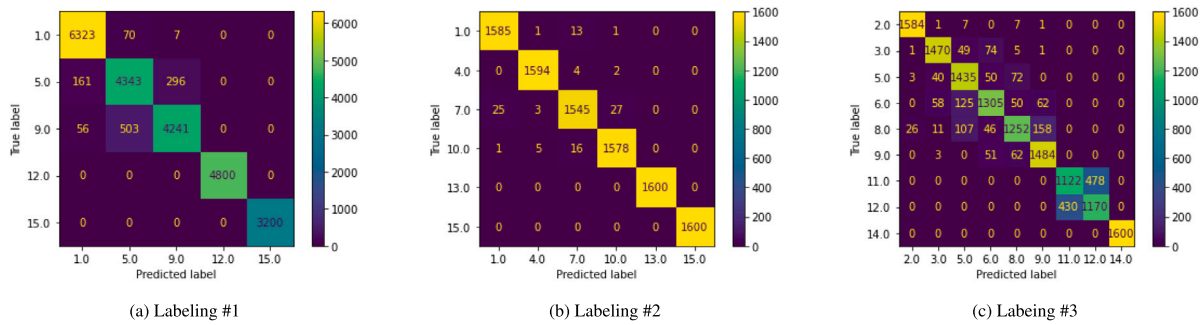 True label
1.0 6323 70 7 0 0
5.0 161 4343 296 0 0
9.0 56 503 4241 0 0
12.0 0 0 0 4800 0
15.0 0 0 0 0 3200
1.0 5.0 9.0 12.0 15.0
Predicted label
6000
5000
4000
3000
2000
1000
0
(a) Labeling #1
True label
1.0 1585 1 13 1 0 0
4.0 0 1594 4 2 0 0
7.0 25 3 1545 27 0 0
10.0 1 5 16 1578 0 0
13.0 0 0 0 0 1600 0
15.0 0 0 0 0 0 1600
1.0 4.0 7.0 10.0 13.0 15.0
Predicted label
1600
1400
1200
1000
800
600
400
200
0
(b) Labeling #2
True label
2.0 1584 1 7 0 7 1 0 0 0
3.0 1 1470 49 74 5 1 0 0 0
5.0 3 40 1435 50 72 0 0 0 0
6.0 0 58 125 1305 50 62 0 0 0
8.0 26 11 107 46 1252 158 0 0 0
9.0 0 3 0 51 62 1484 0 0 0
11.0 0 0 0 0 0 0 1122 478 0
12.0 0 0 0 0 0 0 430 1170 0
14.0 0 0 0 0 0 0 0 0 1600
2.0 3.0 5.0 6.0 8.0 9.0 11.0 12.0 14.0
Predicted label
1600
1400
1200
1000
800
600
400
200
0
(c) Labeing #3